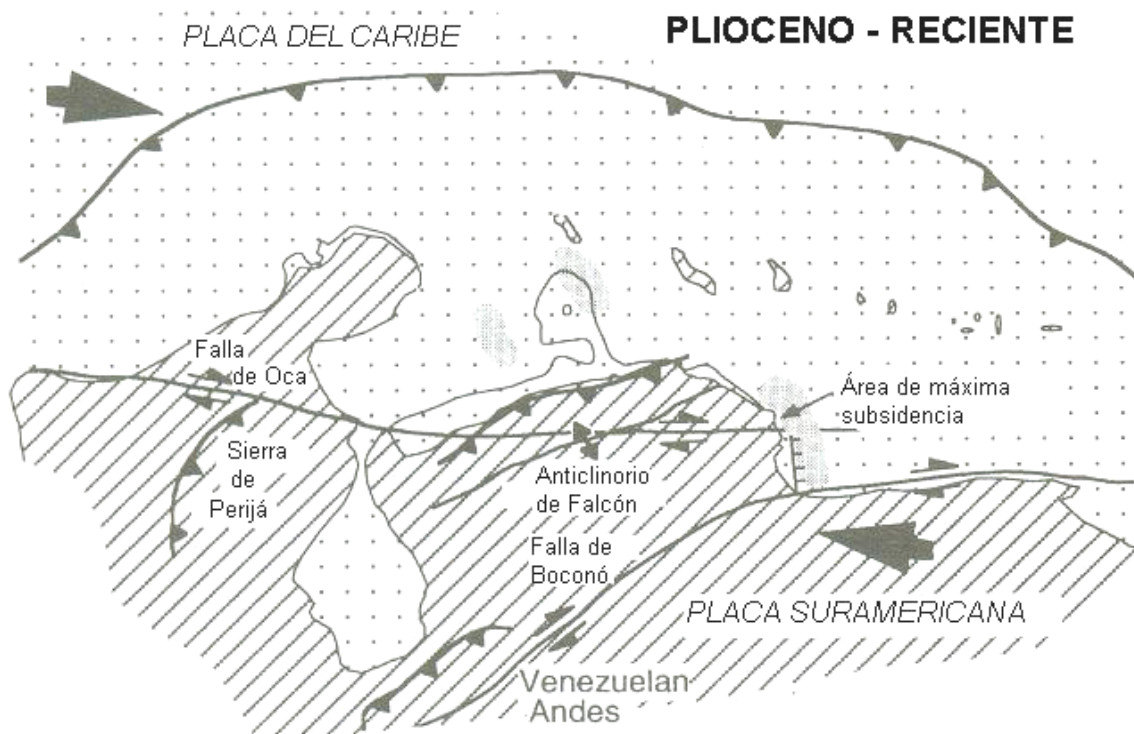 PLACA DEL CARIBE
PLIOCENO - RECIENTE
Falla
de Oca
Área de máxima
subsidencia
Sierra
de
Perijá
Anticlinorio
de Falcón
Falla de
Boconó
PLACA SURAMERICANA
Venezuelan
Andes